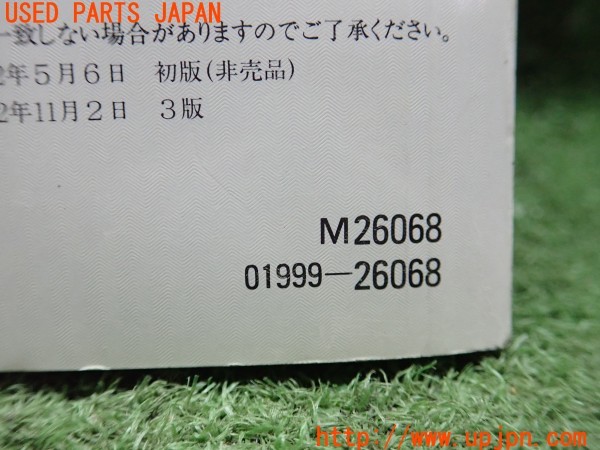 USED PARTS JAPAN
一致しない場合がありますのでご了承ください。
2年5月6日 初版(非売品)
2年11月2日 3版
M26068
01999-26068
http://www.upjpn.com